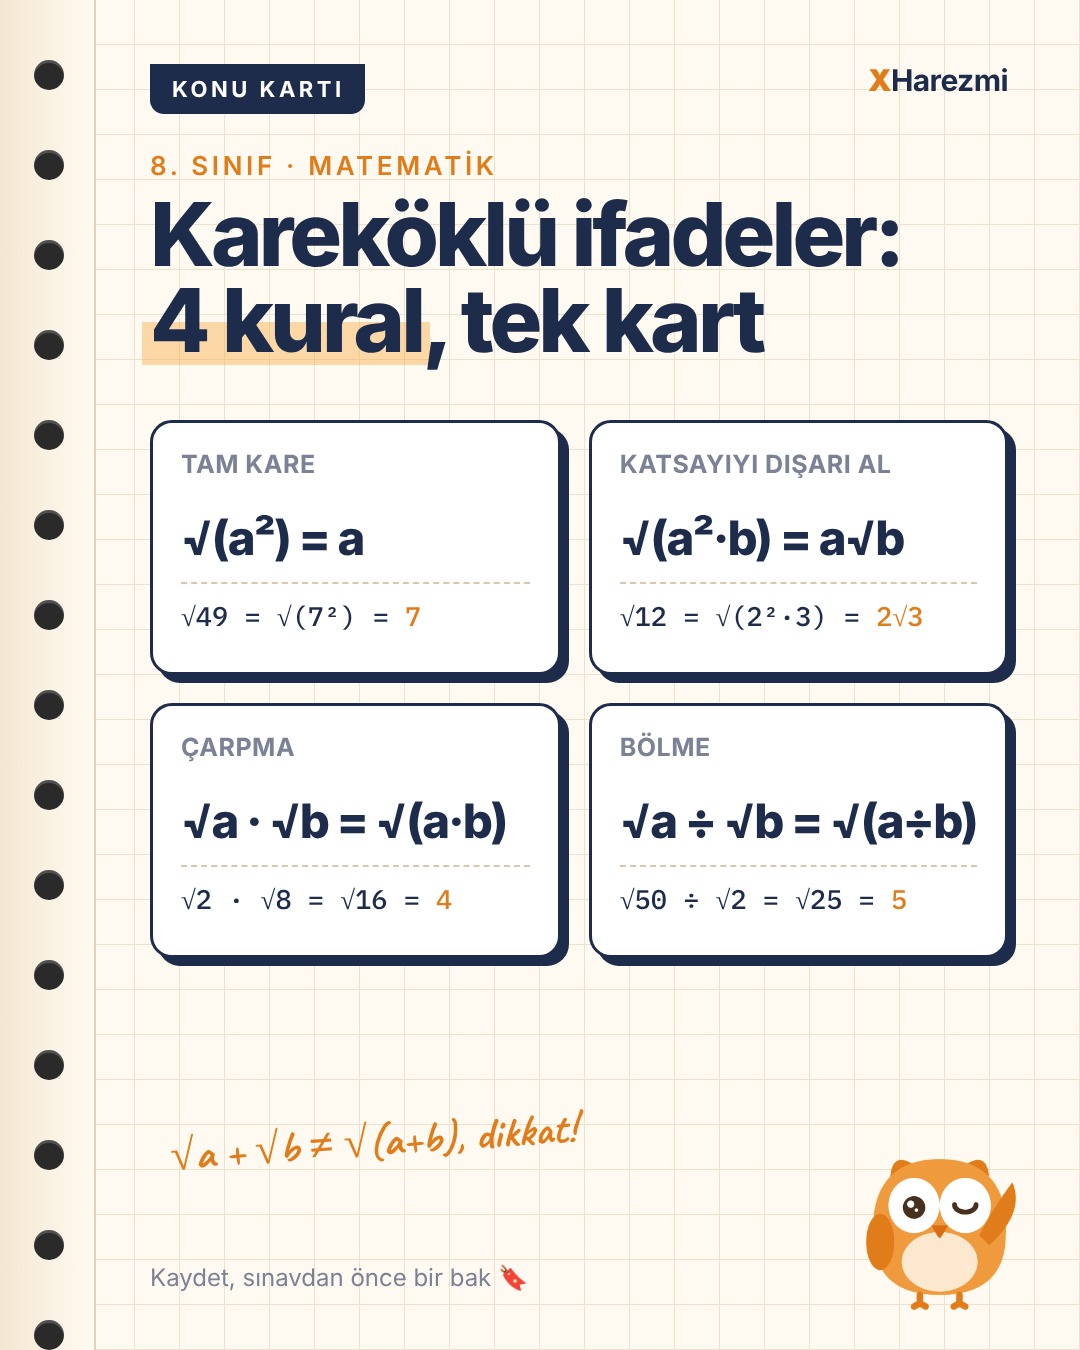 KONU KARTI
XHarezmi
8. SINIF · MATEMATİK
Kareköklü ifadeler:
4 kural, tek kart
TAM KARE
√(a²) = a
√49 = √(7²) = 7
KATSAYIYI DIŞARI AL
√(a²·b) = a√b
√12 = √(2²·3) = 2√3
ÇARPMA
√a · √b = √(a·b)
√2 · √8 = √16 = 4
BÖLME
√a ÷ √b = √(a÷b)
√50 ÷ √2 = √25 = 5
√a + √b ≠ √(a+b), dikkat!
Kaydet, sınavdan önce bir bak 🔖